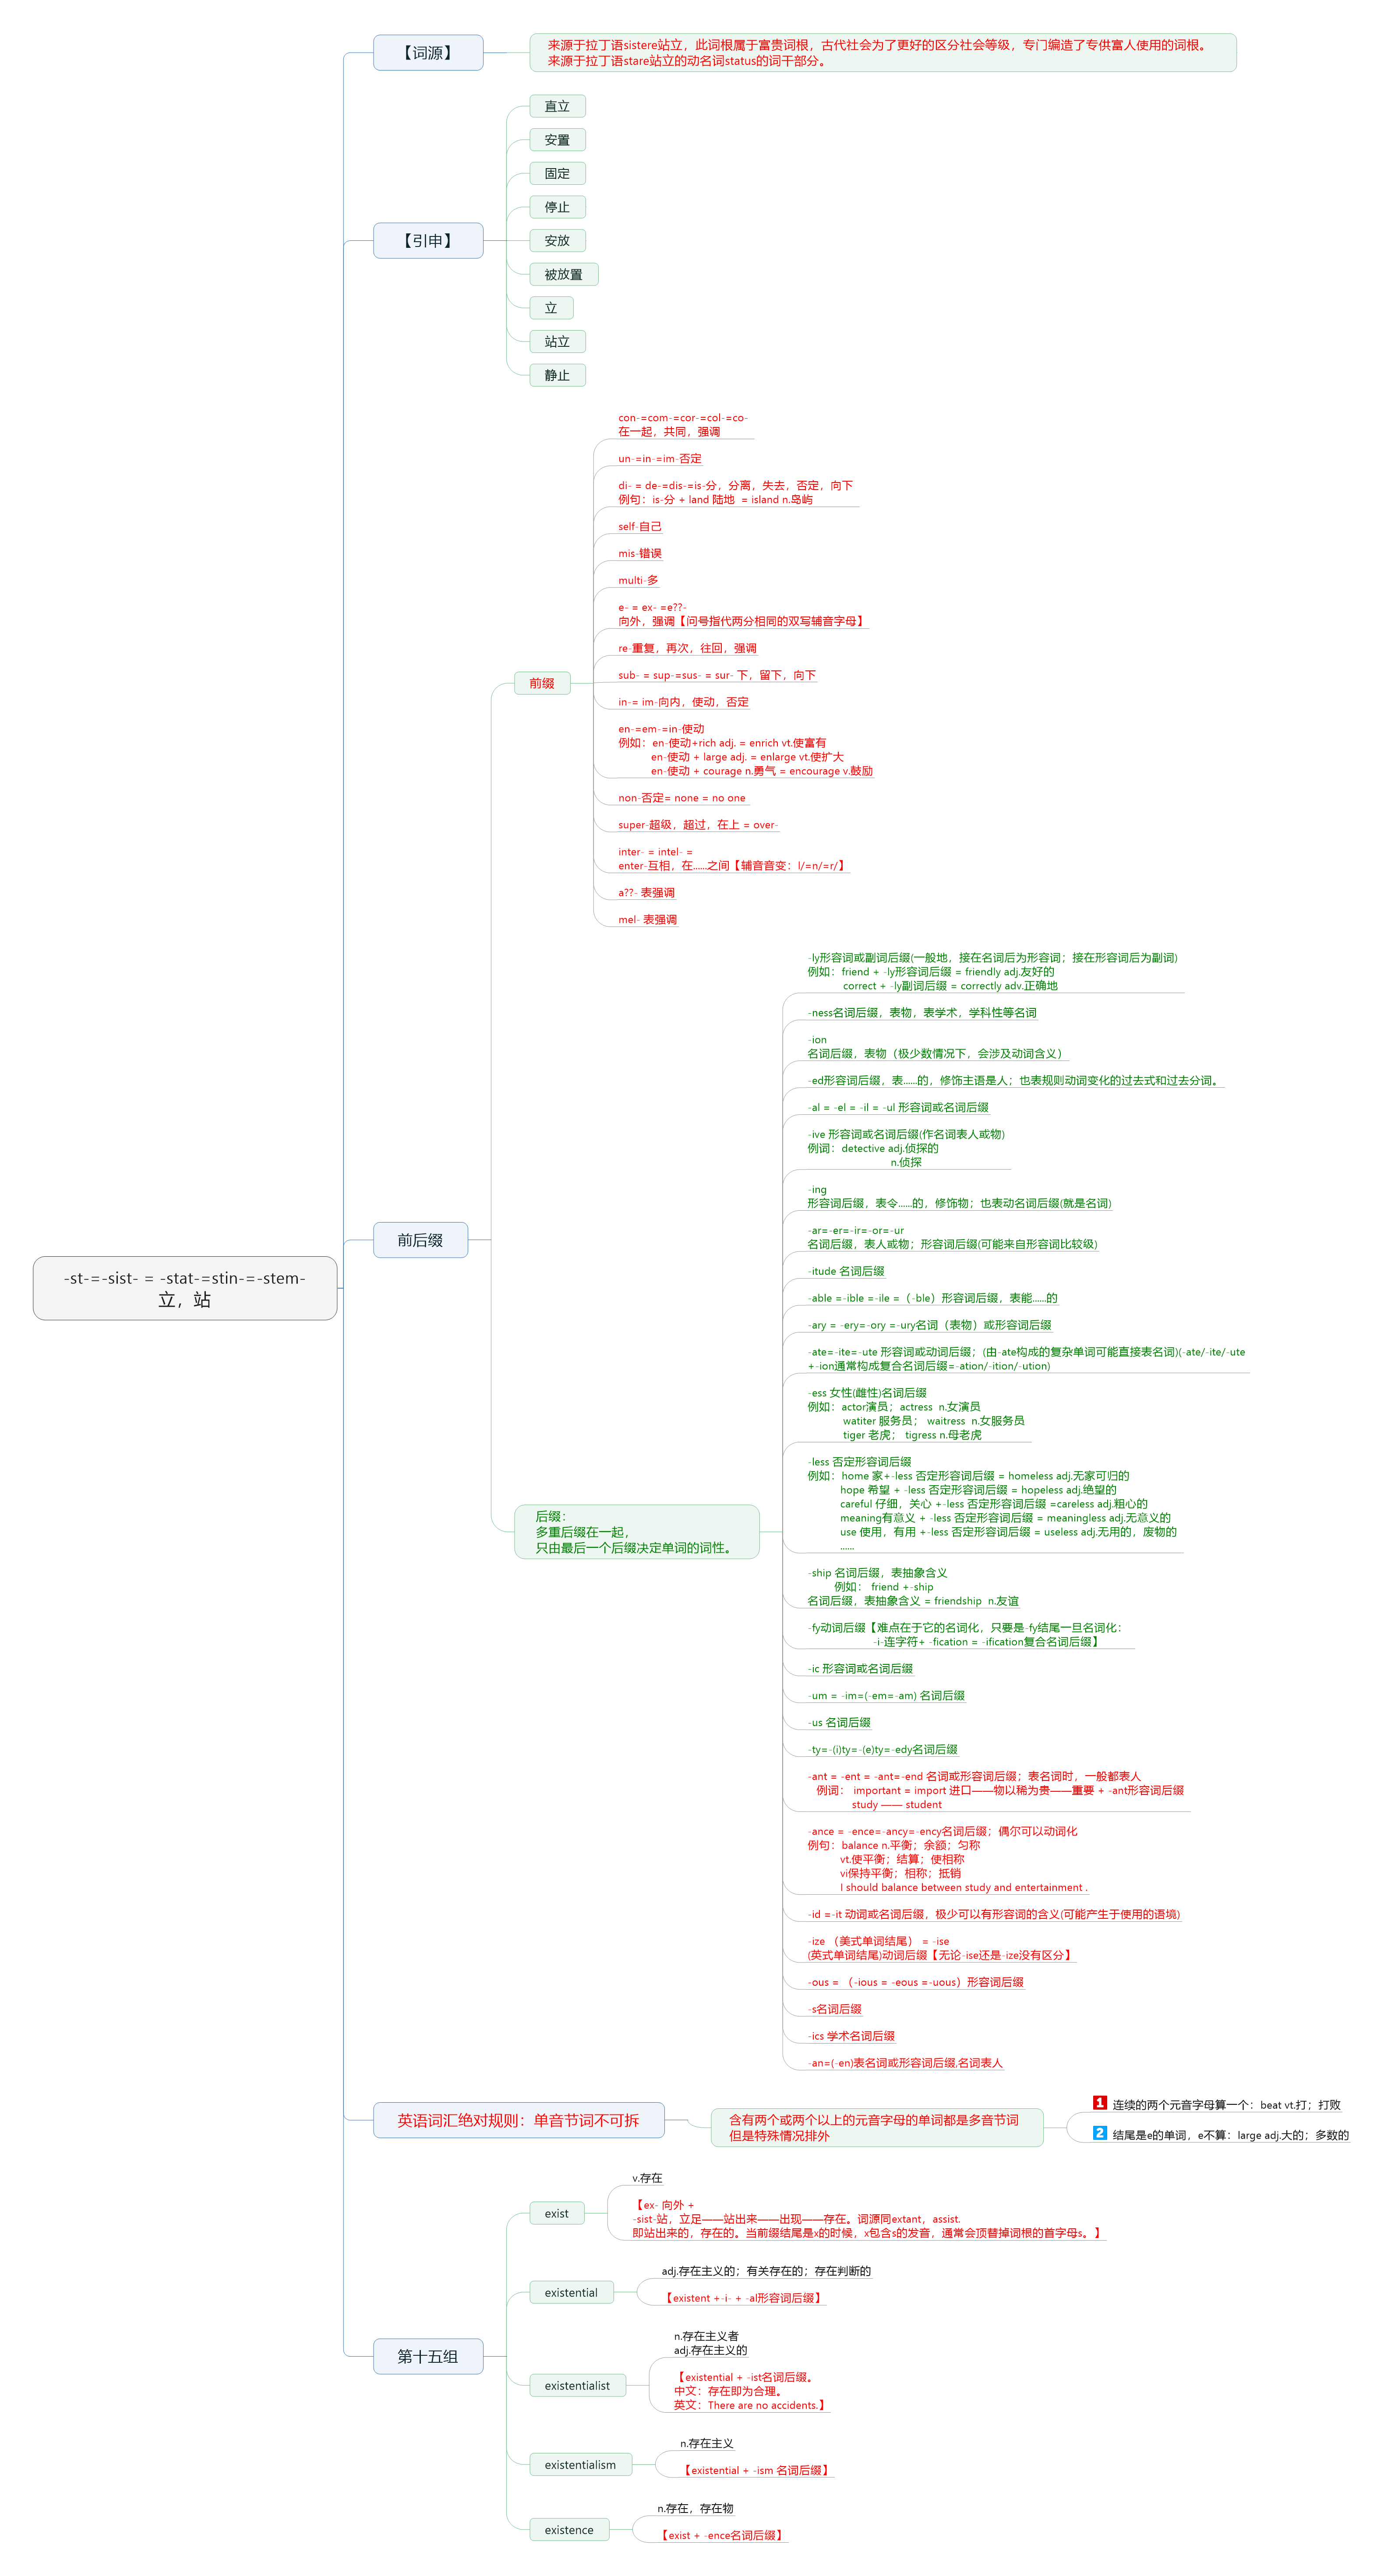 -st-=-sist- = -stat-=stin-=-stem-
立，站
【词源】
来源于拉丁语sistere站立，此词根属于富贵词根，古代社会为了更好的区分社会等级，专门编造了专供富人使用的词根。
来源于拉丁语stare站立的动名词status的词干部分。
【引申】
直立
安置
固定
停止
安放
被放置
立
站立
静止
前后缀
前缀
con-=com-=cor-=col-=co-
在一起，共同，强调
un-=in-=im-否定
di- = de-=dis-=is-分，分离，失去，否定，向下
例句：is-分 + land 陆地 = island n.岛屿
self-自己
mis-错误
multi-多
e- = ex- =e??-
向外，强调【问号指代两分相同的双写辅音字母】
re-重复，再次，往回，强调
sub- = sup-=sus- = sur- 下，留下，向下
in-= im-向内，使动，否定
en-=em-=in-使动
例如：en-使动+rich adj. = enrich vt.使富有
en-使动 + large adj. = enlarge vt.使扩大
en-使动 + courage n.勇气 = encourage v.鼓励
non-否定= none = no one
super-超级，超过，在上 = over-
inter- = intel- =
enter-互相，在......之间【辅音音变：l/=n/=r/】
a??- 表强调
mel- 表强调
后缀：
多重后缀在一起，
只由最后一个后缀决定单词的词性。
-ly形容词或副词后缀(一般地，接在名词后为形容词；接在形容词后为副词)
例如：friend + -ly形容词后缀 = friendly adj.友好的
correct + -ly副词后缀 = correctly adv.正确地
-ness名词后缀，表物，表学术，学科性等名词
-ion
名词后缀，表物（极少数情况下，会涉及动词含义）
-ed形容词后缀，表......的，修饰主语是人；也表规则动词变化的过去式和过去分词。
-al = -el = -il = -ul 形容词或名词后缀
-ive 形容词或名词后缀(作名词表人或物)
例词：detective adj.侦探的
n.侦探
-ing
形容词后缀，表令......的，修饰物；也表动名词后缀(就是名词)
-ar=-er=-ir=-or=-ur
名词后缀，表人或物；形容词后缀(可能来自形容词比较级)
-itude 名词后缀
-able =-ible =-ile =（-ble）形容词后缀，表能......的
-ary = -ery=-ory =-ury名词（表物）或形容词后缀
-ate=-ite=-ute 形容词或动词后缀；(由-ate构成的复杂单词可能直接表名词)(-ate/-ite/-ute
+-ion通常构成复合名词后缀=-ation/-ition/-ution)
-ess 女性(雌性)名词后缀
例如：actor演员；actress n.女演员
watiter 服务员； waitress n.女服务员
tiger 老虎； tigress n.母老虎
-less 否定形容词后缀
例如：home 家+-less 否定形容词后缀 = homeless adj.无家可归的
hope 希望 + -less 否定形容词后缀 = hopeless adj.绝望的
careful 仔细，关心 +-less 否定形容词后缀 =careless adj.粗心的
meaning有意义 + -less 否定形容词后缀 = meaningless adj.无意义的
use 使用，有用 +-less 否定形容词后缀 = useless adj.无用的，废物的
......
-ship 名词后缀，表抽象含义
例如： friend +-ship
名词后缀，表抽象含义 = friendship n.友谊
-fy动词后缀【难点在于它的名词化，只要是-fy结尾一旦名词化：
-i-连字符+ -fication = -ification复合名词后缀】
-ic 形容词或名词后缀
-um = -im=(-em=-am) 名词后缀
-us 名词后缀
-ty=-(i)ty=-(e)ty=-edy名词后缀
-ant = -ent = -ant=-end 名词或形容词后缀；表名词时，一般都表人
例词： important = import 进口——物以稀为贵——重要 + -ant形容词后缀
study —— student
-ance = -ence=-ancy=-ency名词后缀；偶尔可以动词化
例句：balance n.平衡；余额；匀称
vt.使平衡；结算；使相称
vi保持平衡；相称；抵销
I should balance between study and entertainment .
-id =-it 动词或名词后缀，极少可以有形容词的含义(可能产生于使用的语境)
-ize （美式单词结尾） = -ise
(英式单词结尾)动词后缀【无论-ise还是-ize没有区分】
-ous = （-ious = -eous =-uous）形容词后缀
-s名词后缀
-ics 学术名词后缀
-an=(-en)表名词或形容词后缀,名词表人
英语词汇绝对规则：单音节词不可拆
含有两个或两个以上的元音字母的单词都是多音节词
但是特殊情况排外
1 连续的两个元音字母算一个：beat vt.打；打败
2 结尾是e的单词，e不算：large adj.大的；多数的
第十五组
exist
v.存在
【ex- 向外 +
-sist-站，立足——站出来——出现——存在。词源同extant，assist.
即站出来的，存在的。当前缀结尾是x的时候，x包含s的发音，通常会顶替掉词根的首字母s。】
existential
adj.存在主义的；有关存在的；存在判断的
【existent +-i- + -al形容词后缀】
existentialist
n.存在主义者
adj.存在主义的
【existential + -ist名词后缀。
中文：存在即为合理。
英文：There are no accidents.】
existentialism
n.存在主义
【existential + -ism 名词后缀】
existence
n.存在，存在物
【exist + -ence名词后缀】